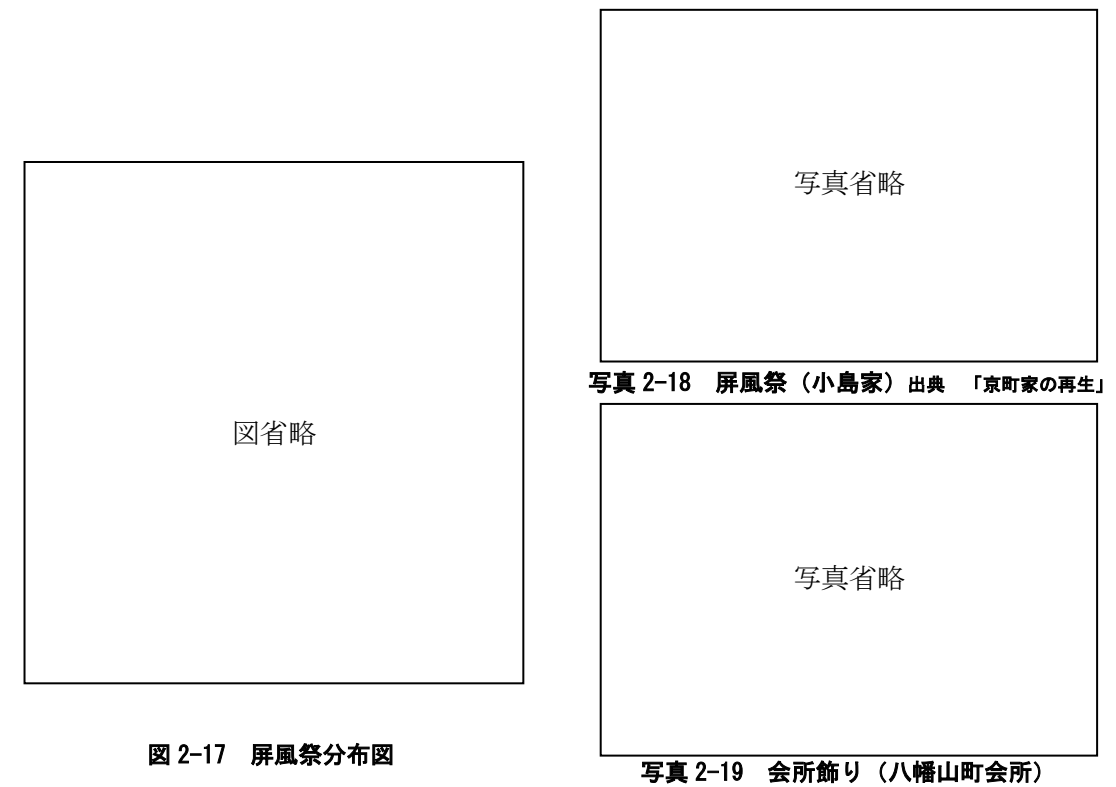 図省略
図 2-17　屏風祭分布図
写真省略
写真 2-18　屏風祭（小島家）出典　「京町家の再生」
写真省略
写真 2-19　会所飾り（八幡山町会所）